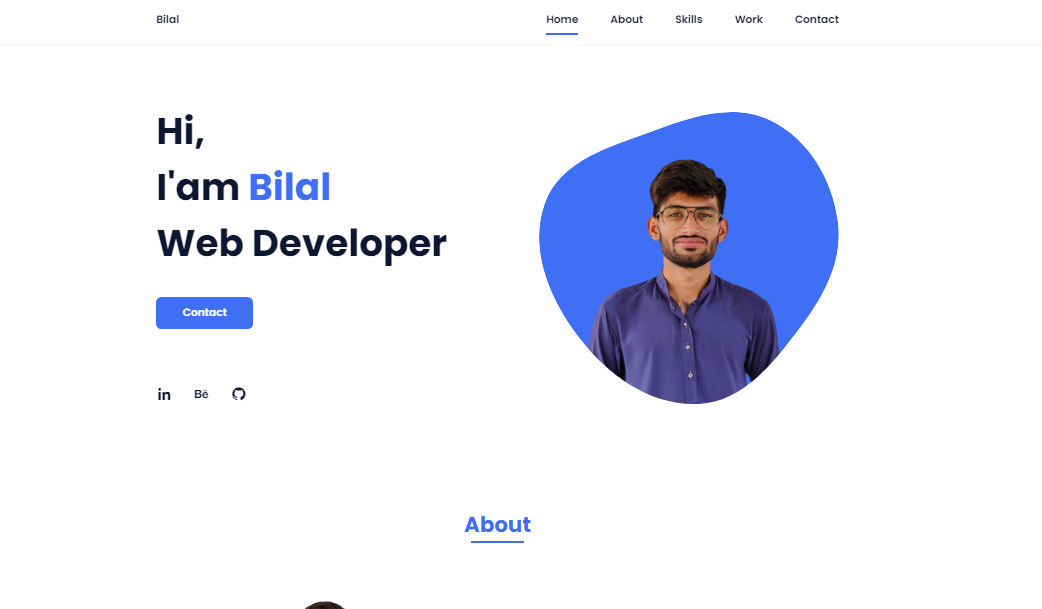 Bilal
Home About Skills Work Contact
Hi,
I'am Bilal
Web Developer
Contact
in Bē
About